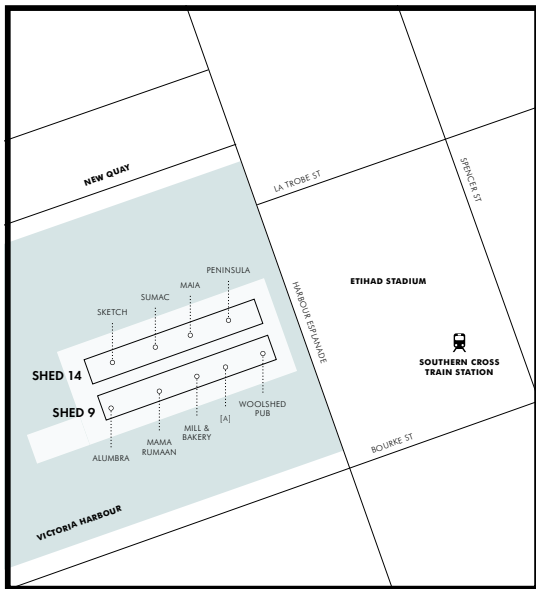 NEW QUAY
LA TROBE ST
SPENCER ST
PENINSULA
MAIA
SUMAC
SKETCH
HARBOUR ESPLANADE
ETIHAD STADIUM
SOUTHERN CROSS
TRAIN STATION
SHED 14
SHED 9
WOOLSHED
PUB
[A]
MILL &
BAKERY
MAMA
RUMAAN
ALUMBRA
BOURKE ST
VICTORIA HARBOUR